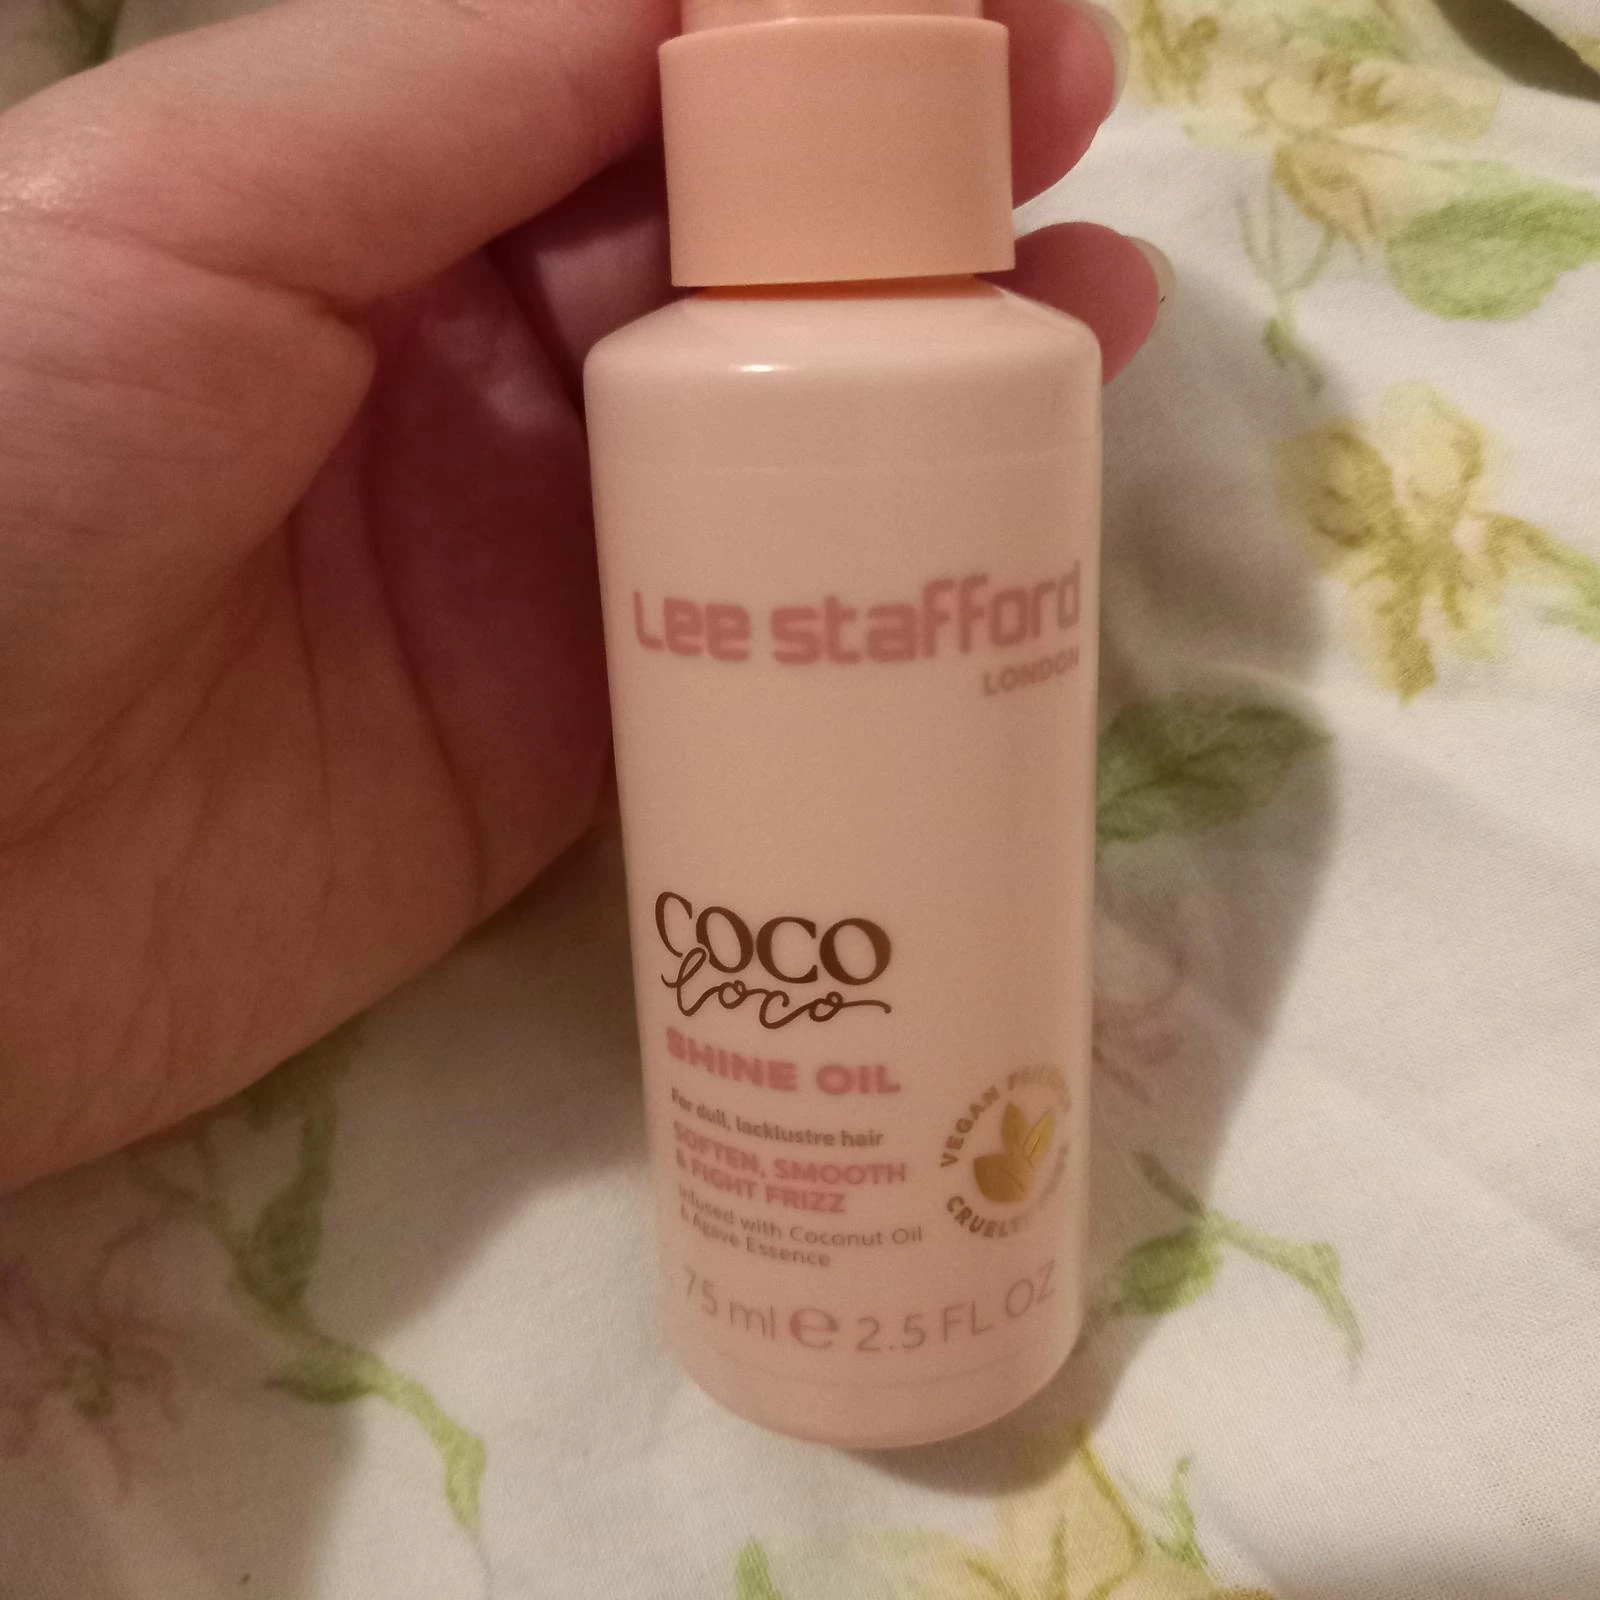 Lee stafford
LONDON
COCO
loco
SHINE OIL
For dull, lacklustre hair
SOFTEN, SMOOTH
& FIGHT FRIZZ
Infused with Coconut Oil
& Agave Essence
VEGAN
CRUELTY
75 ml e 2.5 FL OZ